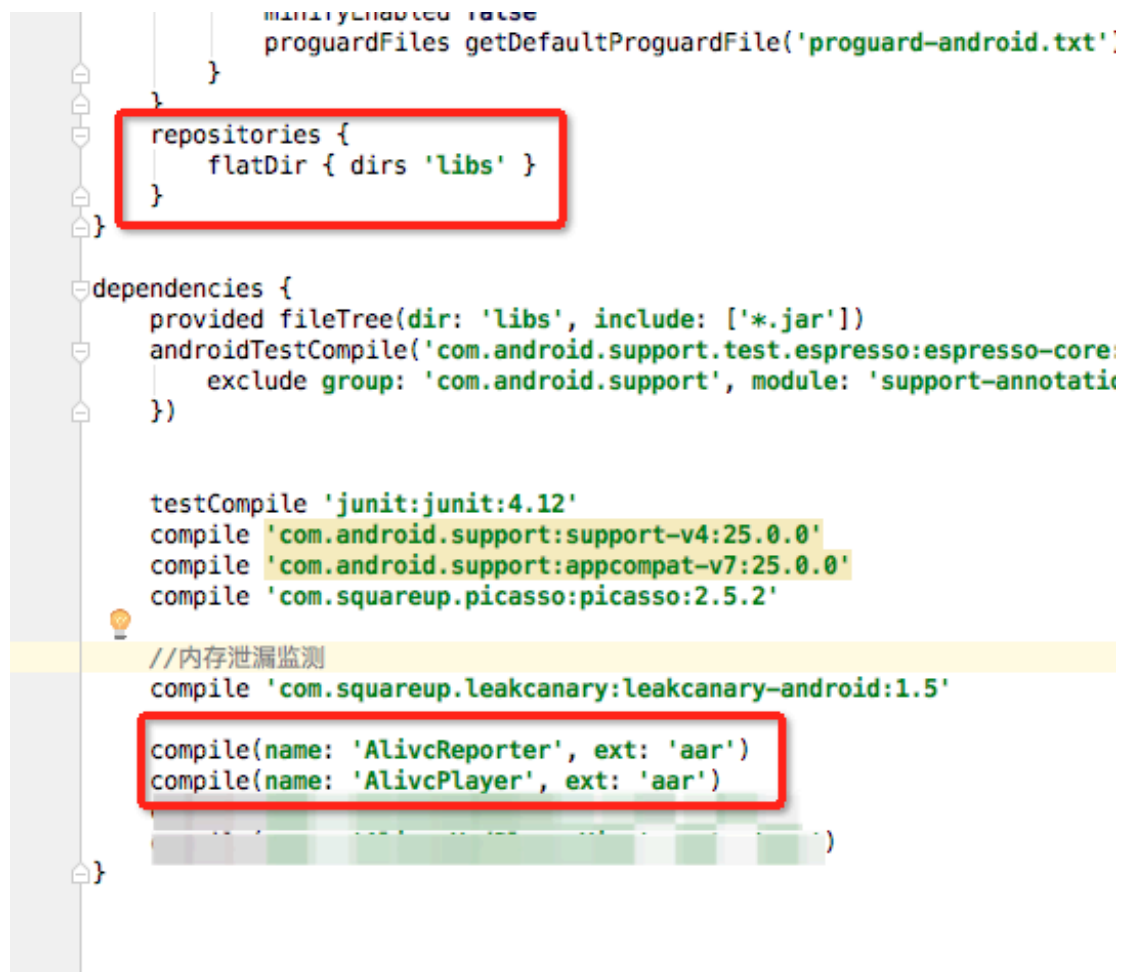 minifyEnabled false
proguardFiles getDefaultProguardFile('proguard-android.txt')
}
}
repositories {
flatDir { dirs 'libs' }
}
}
dependencies {
provided fileTree(dir: 'libs', include: ['*.jar'])
androidTestCompile('com.android.support.test.espresso:espresso-core:
exclude group: 'com.android.support', module: 'support-annotatio
})
testCompile 'junit:junit:4.12'
compile 'com.android.support:support-v4:25.0.0'
compile 'com.android.support:appcompat-v7:25.0.0'
compile 'com.squareup.picasso:picasso:2.5.2'
//内存泄漏监测
compile 'com.squareup.leakcanary:leakcanary-android:1.5'
compile(name: 'AlivcReporter', ext: 'aar')
compile(name: 'AlivcPlayer', ext: 'aar')
)
}